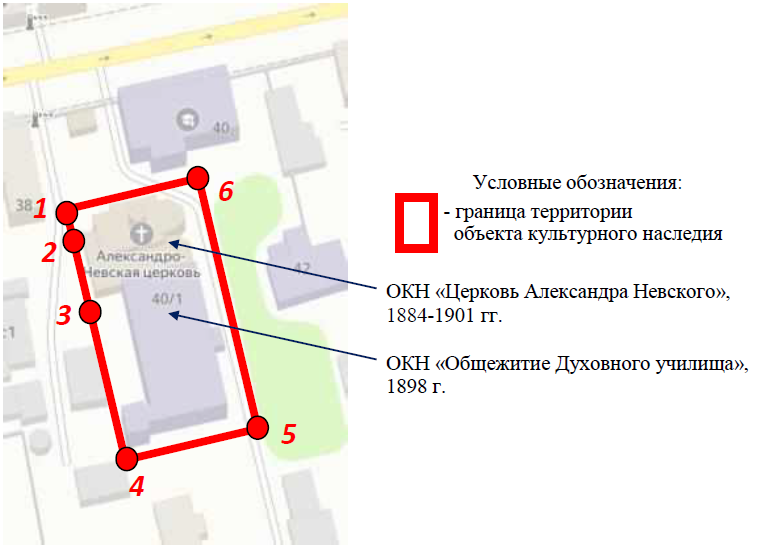 40
38
1
6
2
Александро-
Невская церковь
42
40/1
3
с1
5
4
Условные обозначения:
- граница территории
объекта культурного наследия
ОКН «Церковь Александра Невского»,
1884-1901 гг.
ОКН «Общежитие Духовного училища»,
1898 г.